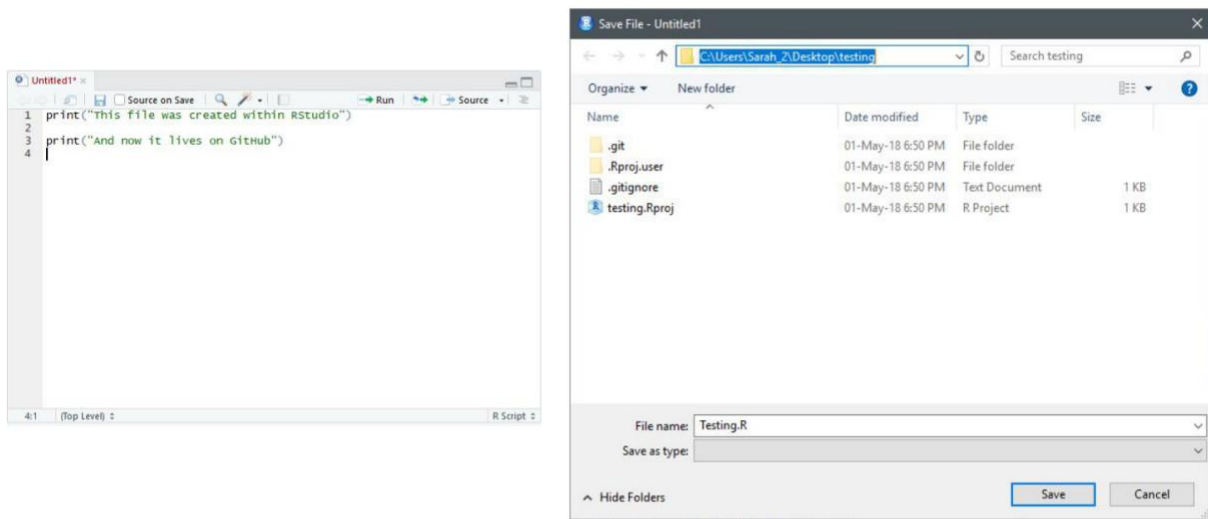 Untitled1*
Source on Save Run Source
1 print("This file was created within RStudio")
2
3 print("And now it lives on GitHub")
4
4:1 (Top Level) R Script
Save File - Untitled1
C:\Users\Sarah_Z\Desktop\testing Search testing
Organize New folder
Name Date modified Type Size
.git 01-May-18 6:50 PM File folder
.Rproj.user 01-May-18 6:50 PM File folder
.gitignore 01-May-18 6:50 PM Text Document 1 KB
testing.Rproj 01-May-18 6:50 PM R Project 1 KB
File name: Testing.R
Save as type:
Hide Folders Save Cancel